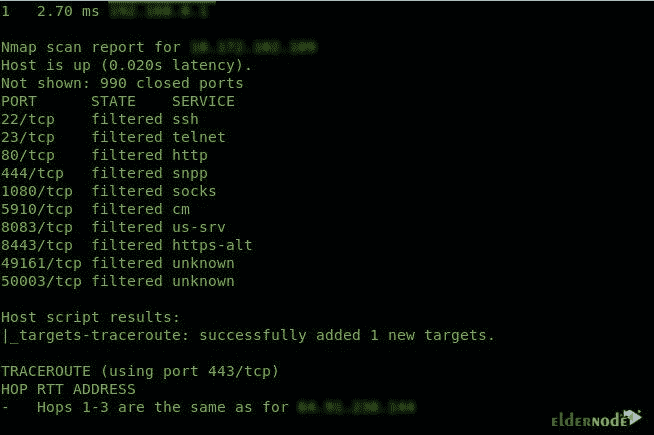 1 2.70 ms
Nmap scan report for
Host is up (0.020s latency).
Not shown: 990 closed ports
PORT STATE SERVICE
22/tcp filtered ssh
23/tcp filtered telnet
80/tcp filtered http
444/tcp filtered snpp
1080/tcp filtered socks
5910/tcp filtered cm
8083/tcp filtered us-srv
8443/tcp filtered https-alt
49161/tcp filtered unknown
50003/tcp filtered unknown
Host script results:
|_targets-traceroute: successfully added 1 new targets.
TRACEROUTE (using port 443/tcp)
HOP RTT ADDRESS
- Hops 1-3 are the same as for
elderNode